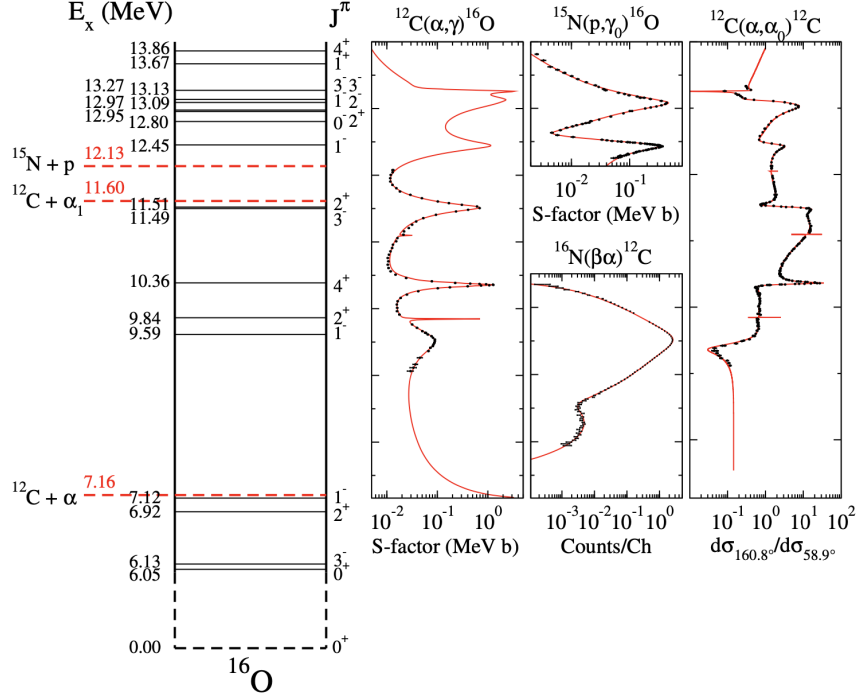 E_x (MeV)
J^π
^12C(α,γ)^16O
^15N(p,γ_0)^16O
^12C(α,α_0)^12C
13.86 4^+
13.67 1^+
13.27 13.13 3^- 3^-
12.97 13.09 1^- 2^-
12.95 12.80 0^- 2^+
12.45 1^-
^15N + p 12.13
^12C + α_1 11.60
11.51 2^+
11.49 3^-
10.36 4^+
9.84 2^+
9.59 1^-
^12C + α 7.16
7.12 1^-
6.92 2^+
6.13 3^-
6.05 0^+
0.00 0^+
^16O
10^-2 10^-1
S-factor (MeV b)
^16N(βα)^12C
10^-2 10^-1 10^0
S-factor (MeV b)
10^-3 10^-2 10^-1 10^0
Counts/Ch
10^-1 10^0 10^1 10^2
dσ_160.8°/dσ_58.9°